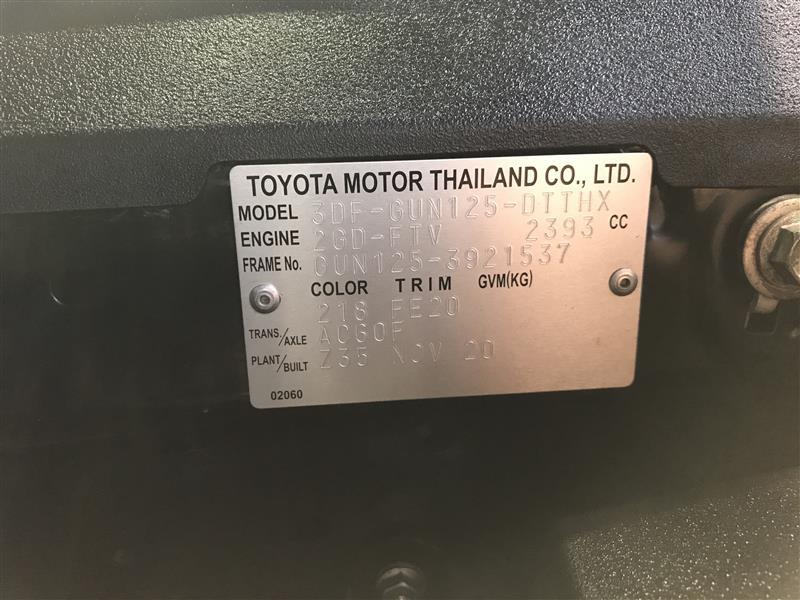 TOYOTA MOTOR THAILAND CO., LTD.
MODEL 3DF-GUN125-DTTHX
ENGINE 2GD-FTV 2393 CC
FRAME No. GUN125-3921537
COLOR TRIM GVM(KG)
218 FE20
TRANS./AXLE AC60F
PLANT/BUILT Z35 NOV 20
02060